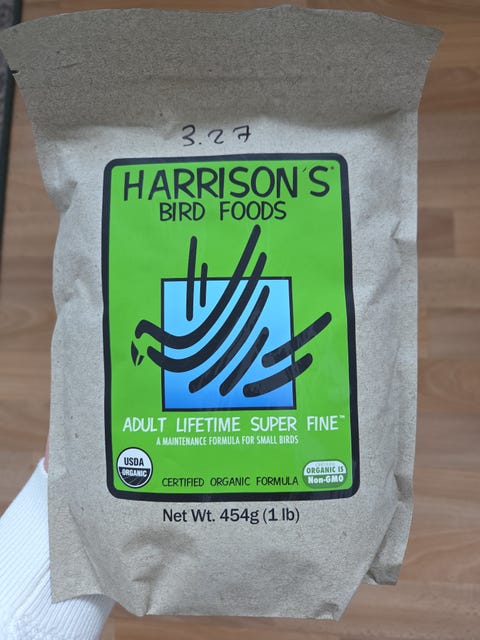 3.27
HARRISON'S®
BIRD FOODS
ADULT LIFETIME SUPER FINE™
A MAINTENANCE FORMULA FOR SMALL BIRDS
USDA
ORGANIC
CERTIFIED ORGANIC FORMULA
ORGANIC IS
Non-GMO
Net Wt. 454g (1 lb)